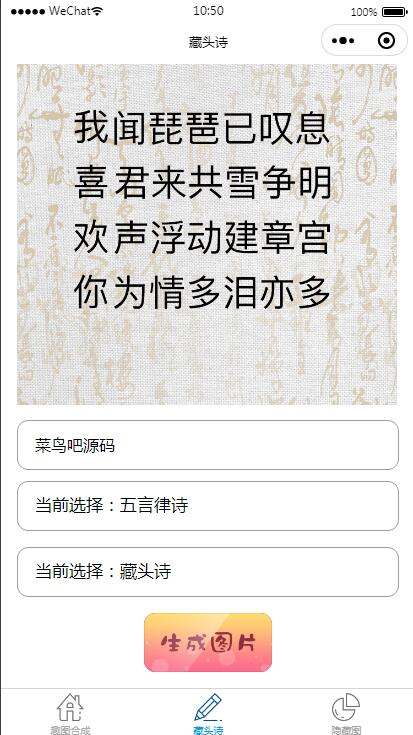 WeChat 10:50 100%
藏头诗
我闻琵琶已叹息
喜君来共雪争明
欢声浮动建章宫
你为情多泪亦多
菜鸟吧源码
当前选择：五言律诗
当前选择：藏头诗
生成图片
趣图合成 藏头诗 隐藏图